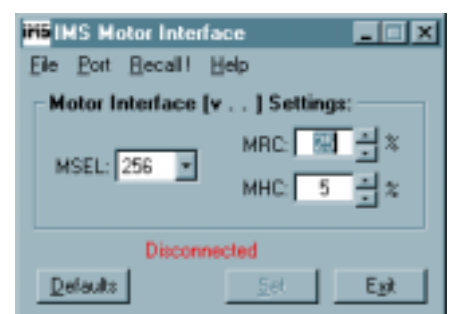 IMS IMS Motor Interface
File Port Recall! Help
Motor Interface [v . . ] Settings:
MRC: %
MSEL: 256
MHC: 5 %
Disconnected
Defaults Set Exit